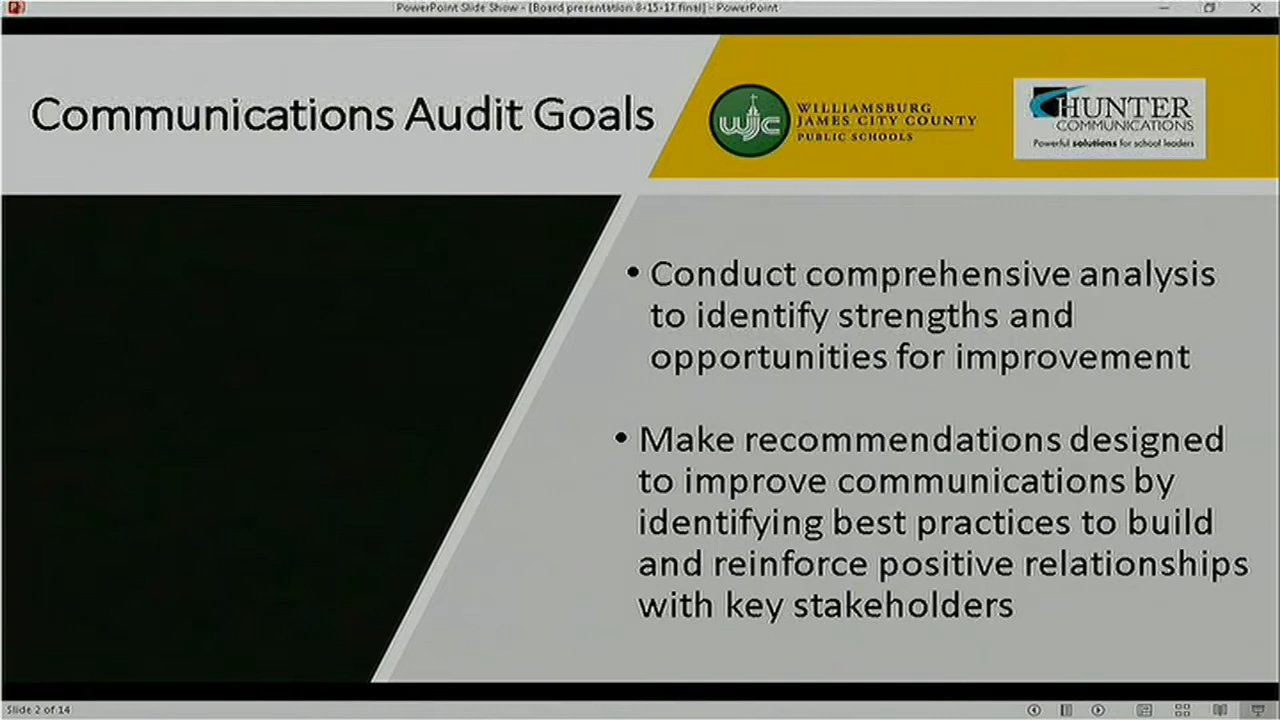 PowerPoint Slide Show - [Board presentation 8-15-17 final] - PowerPoint
Communications Audit Goals
WJC
WILLIAMSBURG
JAMES CITY COUNTY
PUBLIC SCHOOLS
HUNTER
COMMUNICATIONS
Powerful solutions for school leaders
• Conduct comprehensive analysis
to identify strengths and
opportunities for improvement
• Make recommendations designed
to improve communications by
identifying best practices to build
and reinforce positive relationships
with key stakeholders
Slide 2 of 14